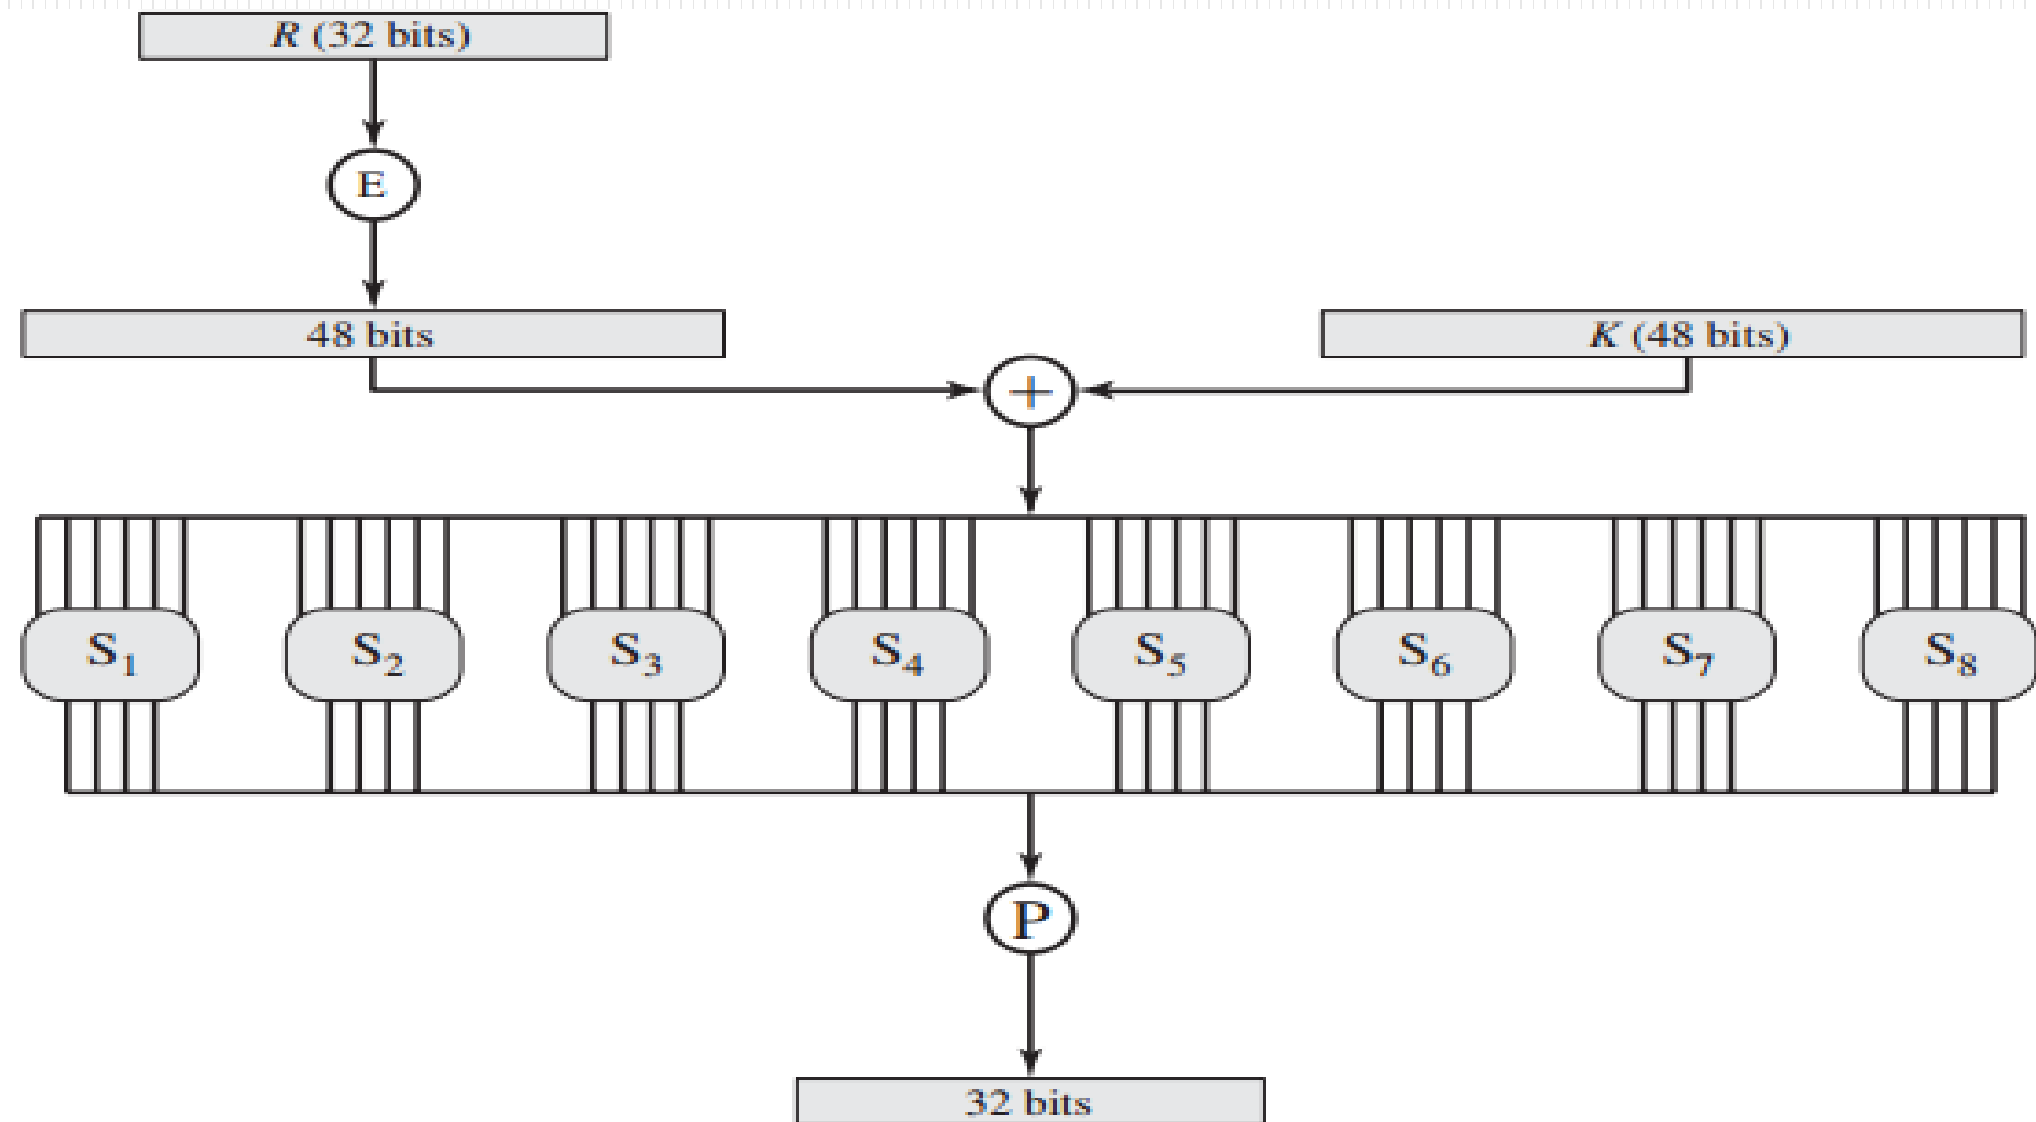 R (32 bits)
E
48 bits
K (48 bits)
+
S₁ S₂ S₃ S₄ S₅ S₆ S₇ S₈
P
32 bits